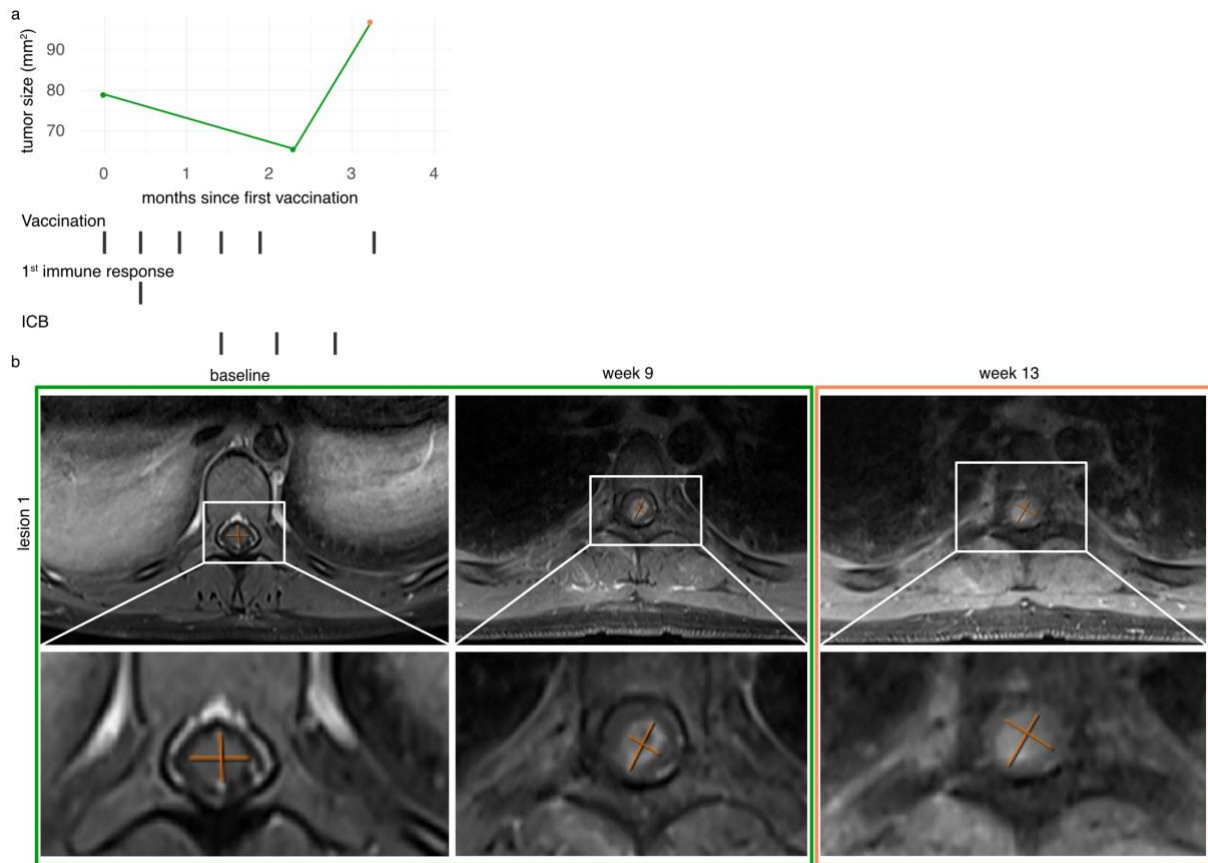 a
tumor size (mm²)
90
80
70
0 1 2 3 4
months since first vaccination
Vaccination
1st immune response
ICB
b
baseline week 9 week 13
lesion 1